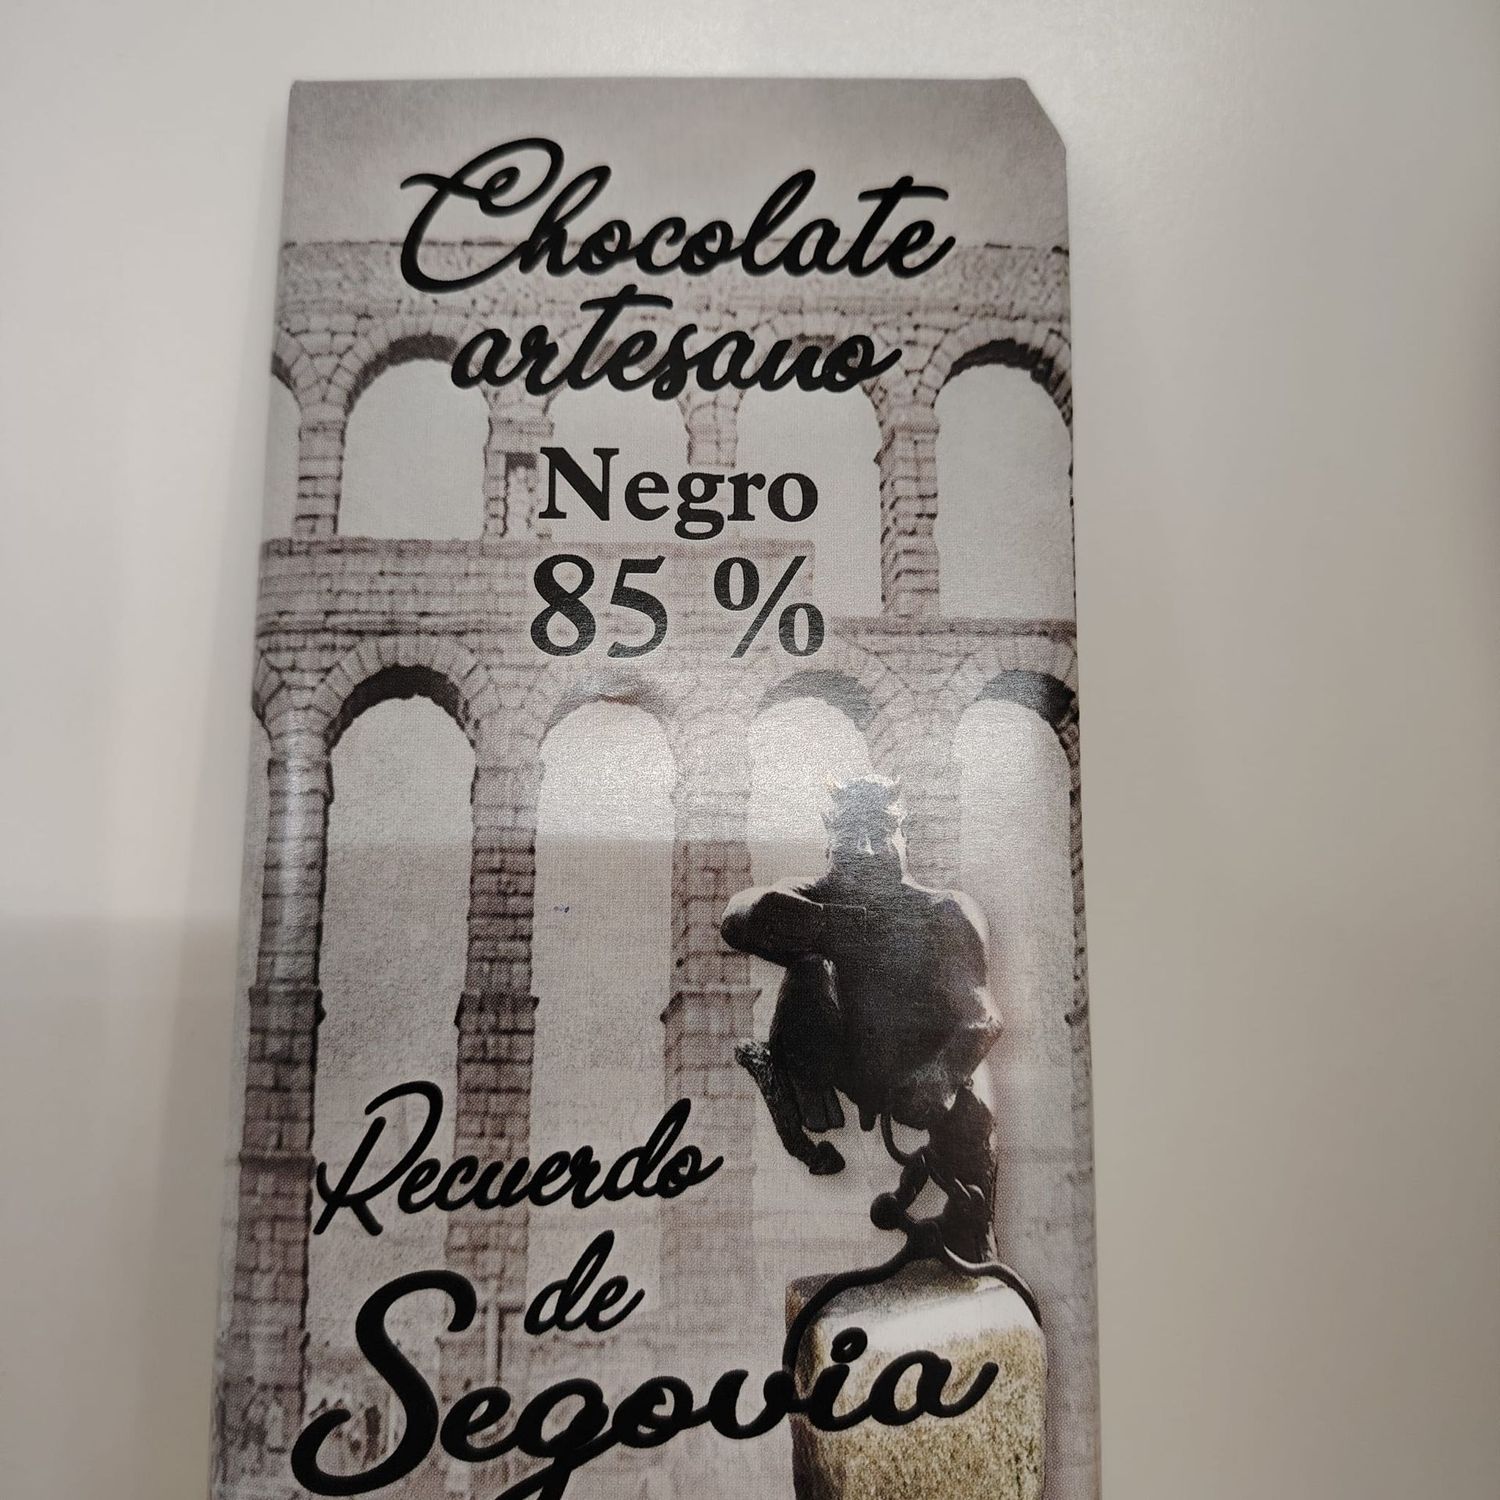 Chocolate
artesano
Negro
85 %
Recuerdo
de
Segovia